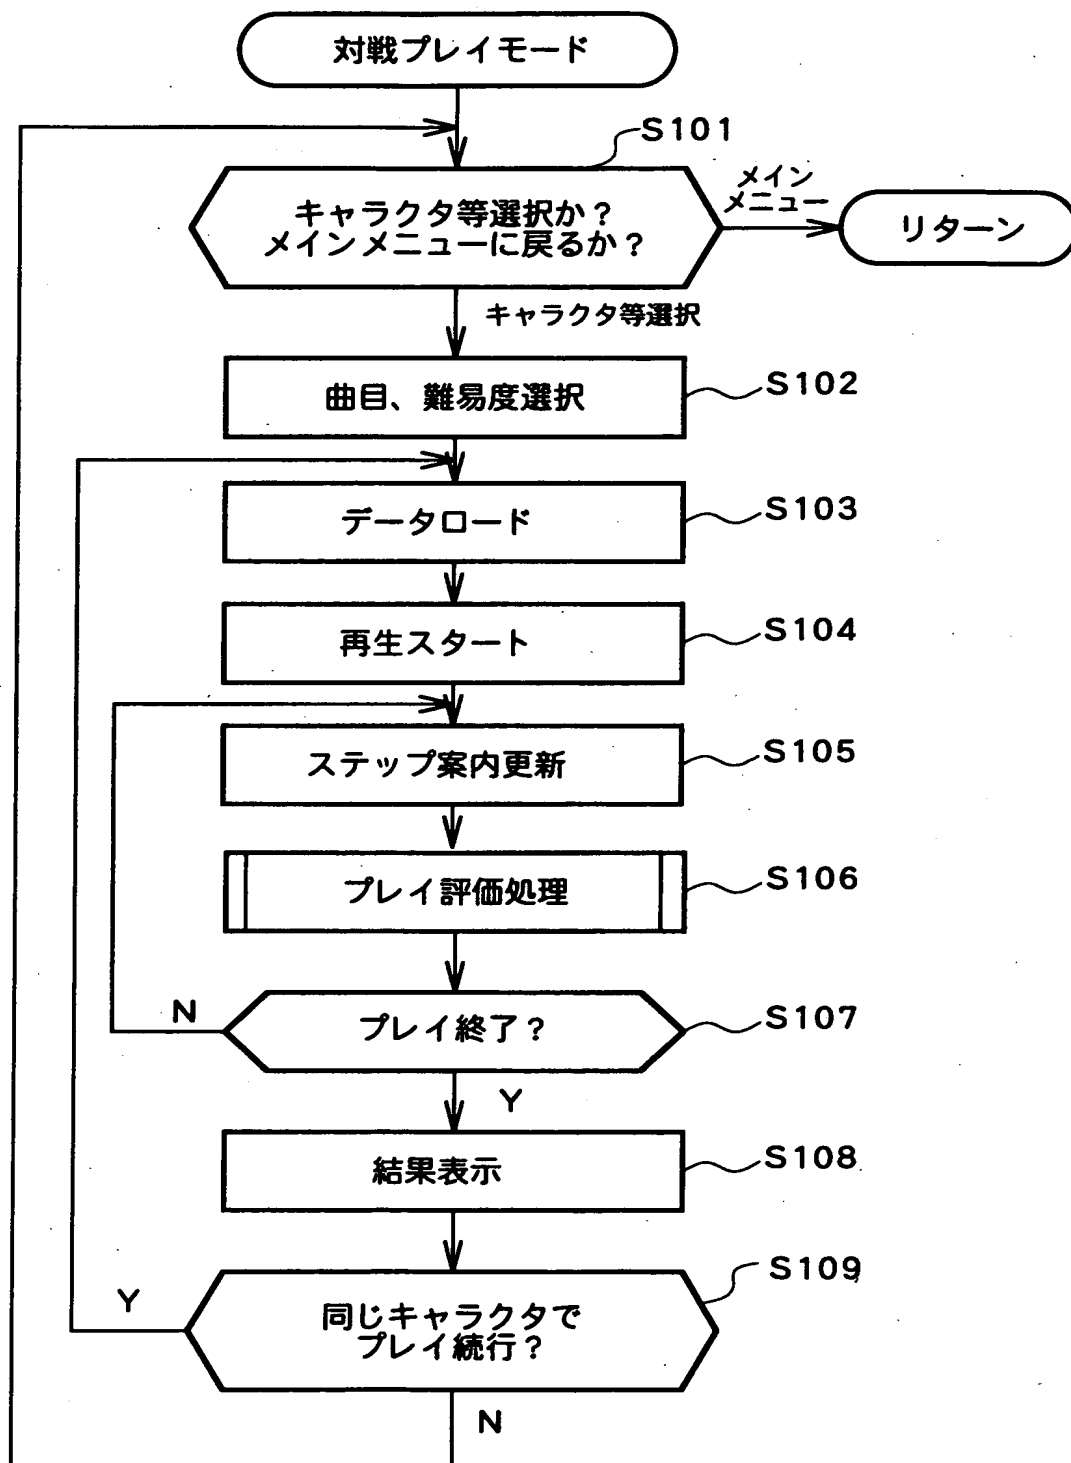 対戦プレイモード
S101
キャラクタ等選択か？
メインメニューに戻るか？
メイン
メニュー
リターン
キャラクタ等選択
曲目、難易度選択
S102
データロード
S103
再生スタート
S104
ステップ案内更新
S105
プレイ評価処理
S106
プレイ終了？
S107
N
Y
結果表示
S108
同じキャラクタで
プレイ続行？
S109
Y
N